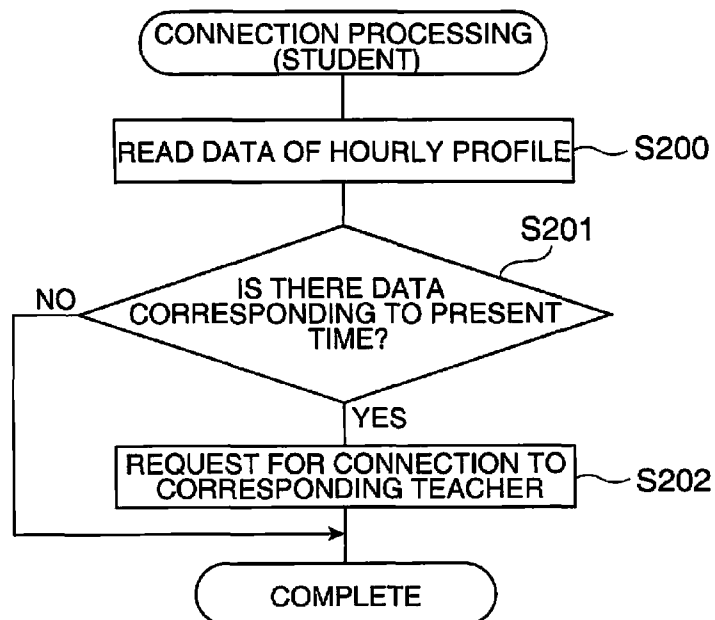 CONNECTION PROCESSING
(STUDENT)
READ DATA OF HOURLY PROFILE
S200
S201
IS THERE DATA
CORRESPONDING TO PRESENT
TIME?
NO
YES
REQUEST FOR CONNECTION TO
CORRESPONDING TEACHER
S202
COMPLETE